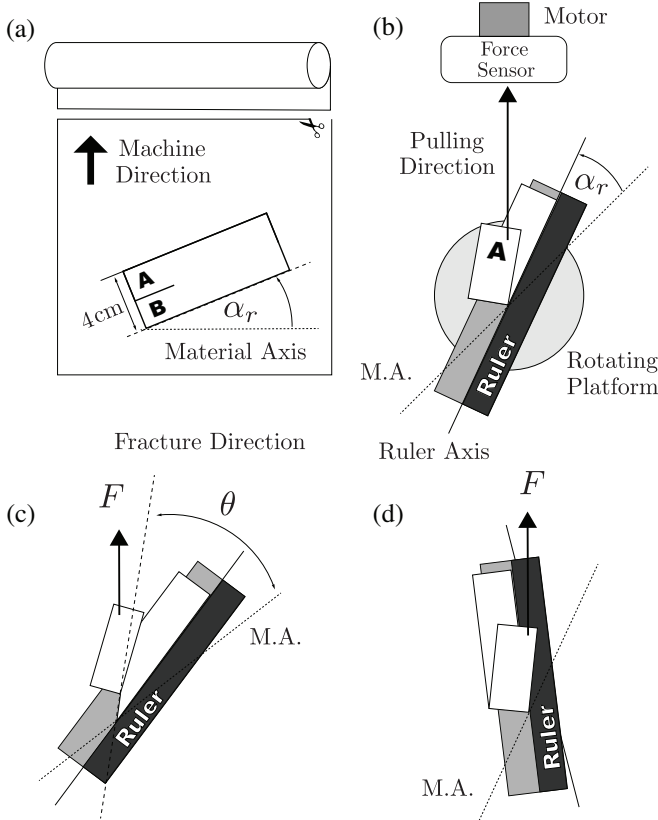 (a)
Machine
Direction
A
B
4cm
α_r
Material Axis
(b)
Motor
Force
Sensor
Pulling
Direction
α_r
A
M.A.
Ruler
Rotating
Platform
Ruler Axis
Fracture Direction
(c)
F
θ
M.A.
Ruler
(d)
F
M.A.
Ruler